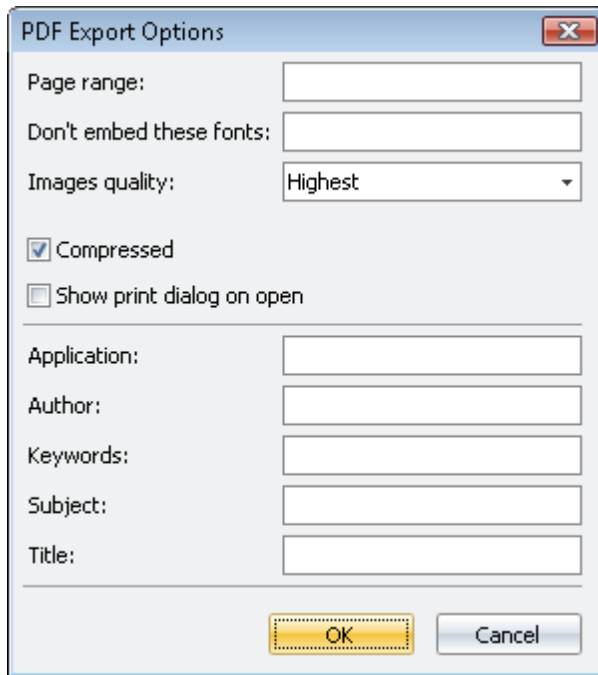 PDF Export Options
Page range:
Don't embed these fonts:
Images quality: Highest
Compressed
Show print dialog on open
Application:
Author:
Keywords:
Subject:
Title:
OK Cancel